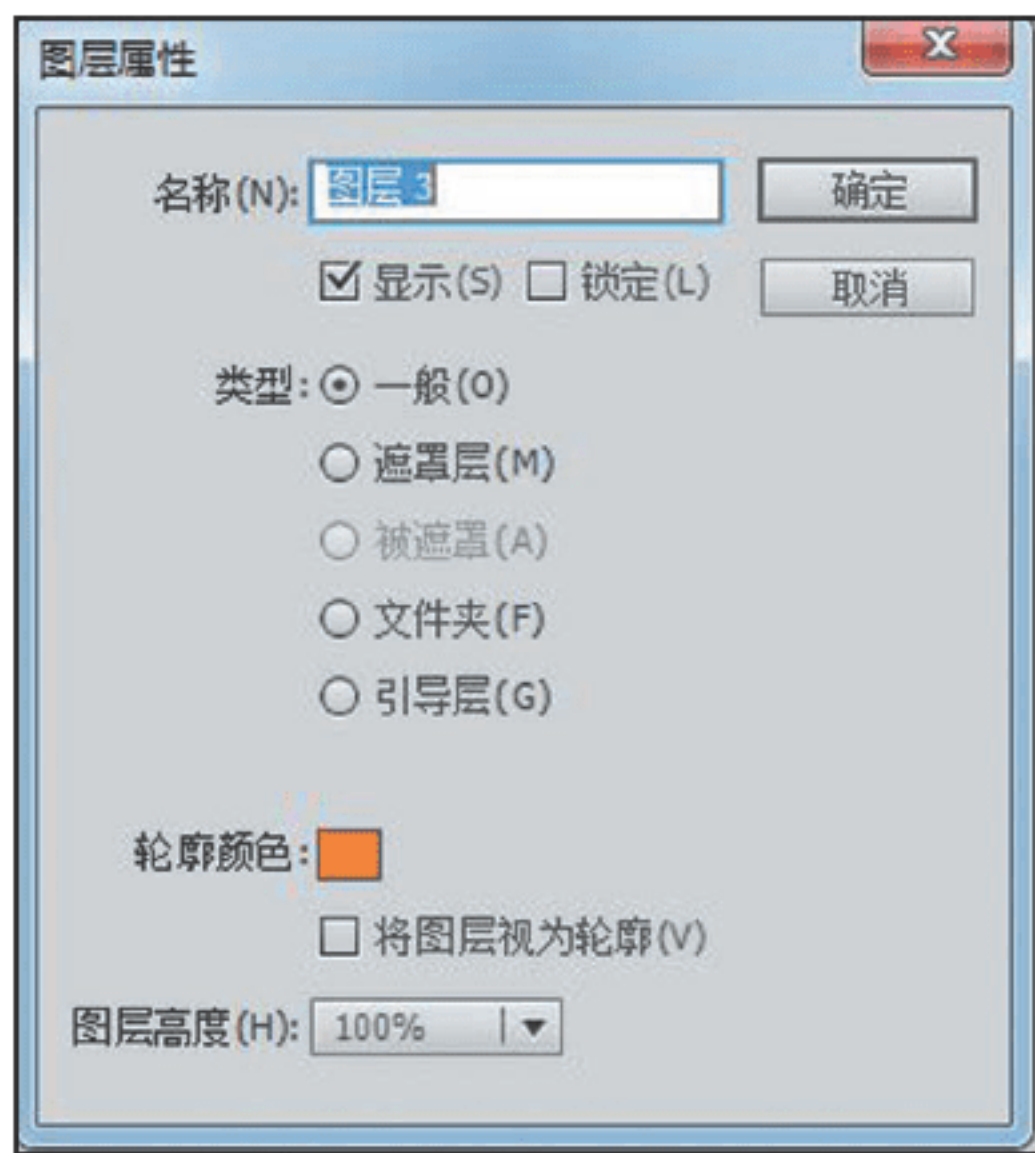 图层属性
名称(N): 图层 3 确定
显示(S) 锁定(L) 取消
类型: 一般(O)
遮罩层(M)
被遮罩(A)
文件夹(F)
引导层(G)
轮廓颜色:
将图层视为轮廓(V)
图层高度(H): 100%